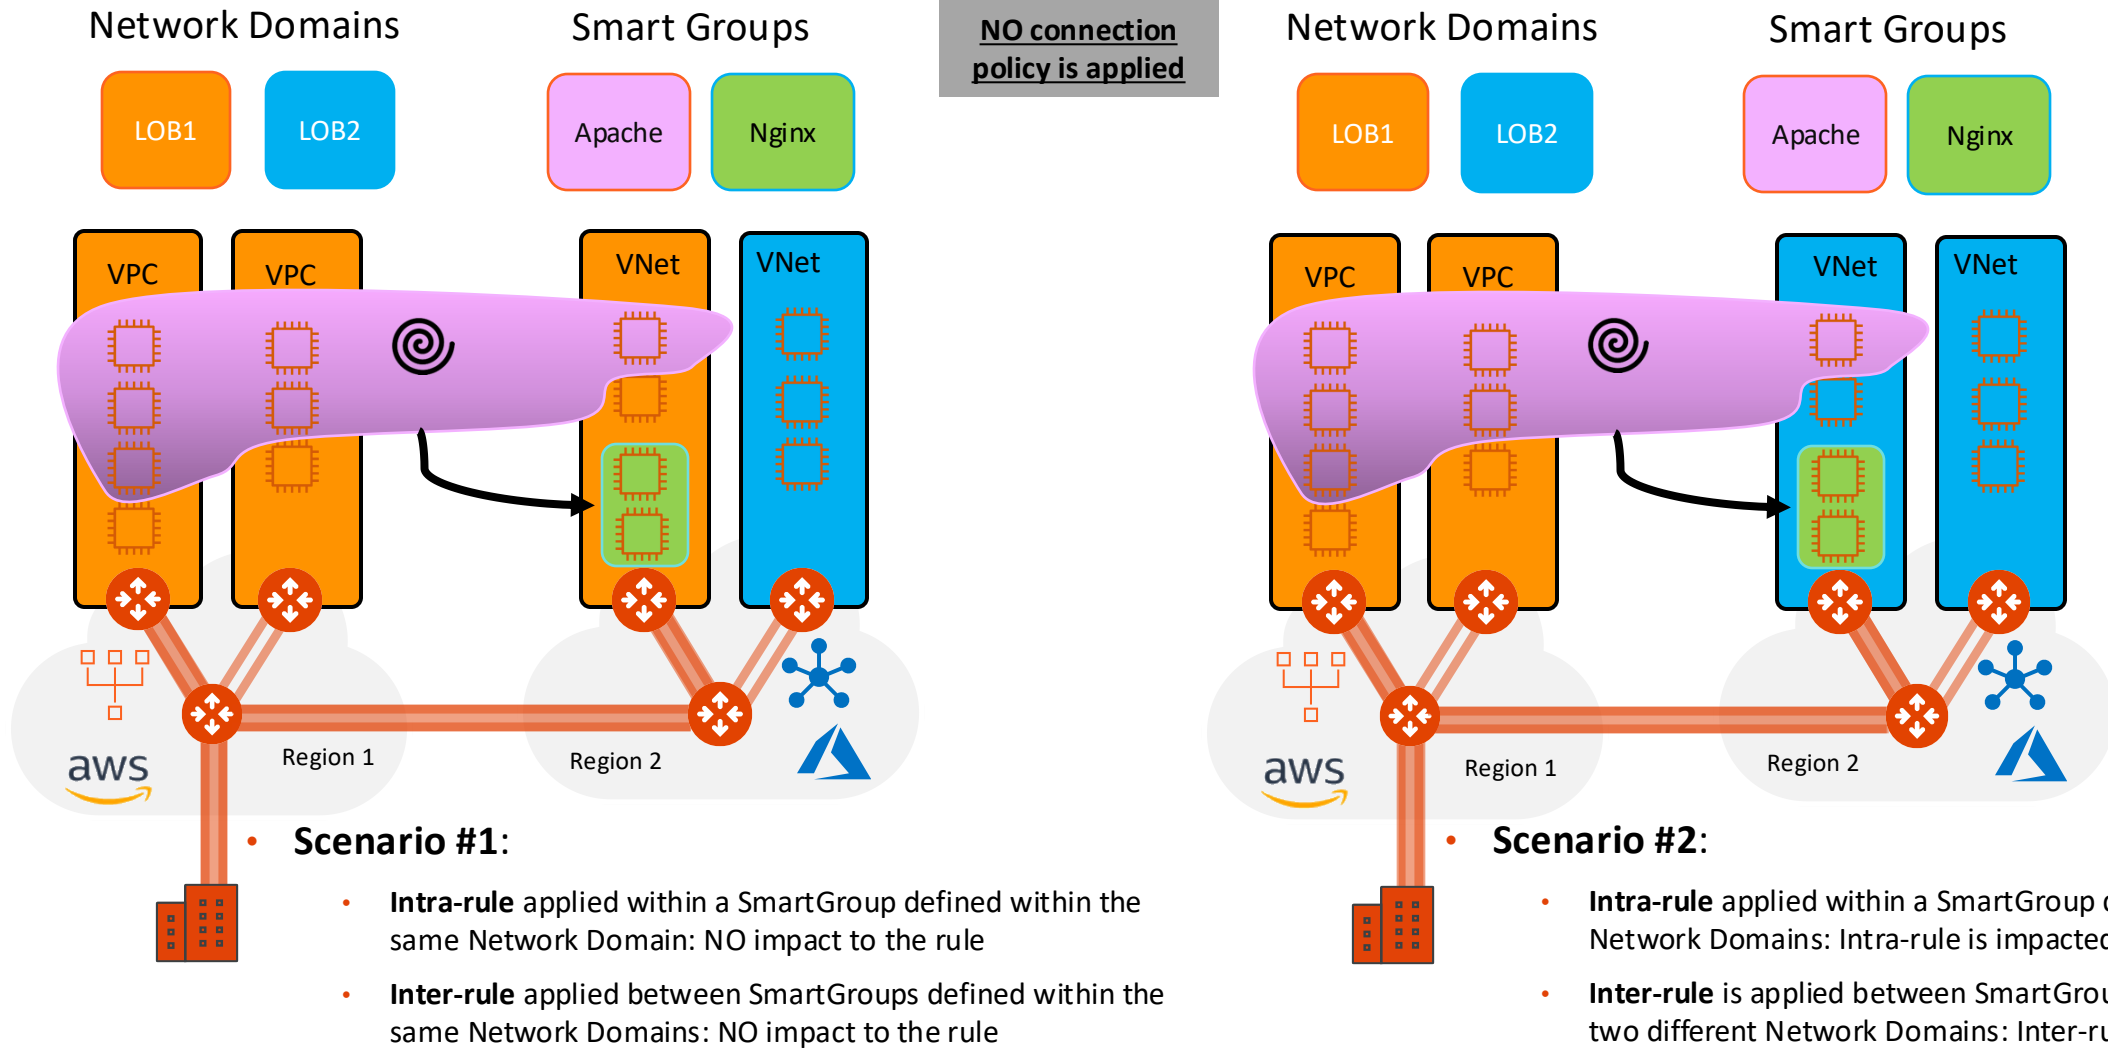 Network Domains
Smart Groups
NO connection
policy is applied
Network Domains
Smart Groups
LOB1
LOB2
Apache
Nginx
LOB1
LOB2
Apache
Nginx
VPC
VPC
VNet
VNet
VPC
VPC
VNet
VNet
Region 1
Region 2
aws
Region 1
Region 2
aws
• Scenario #1:
• Intra-rule applied within a SmartGroup defined within the
same Network Domain: NO impact to the rule
• Inter-rule applied between SmartGroups defined within the
same Network Domains: NO impact to the rule
• Scenario #2:
• Intra-rule applied within a SmartGroup
Network Domains: Intra-rule is impacted
• Inter-rule is applied between
two different Network Domains: